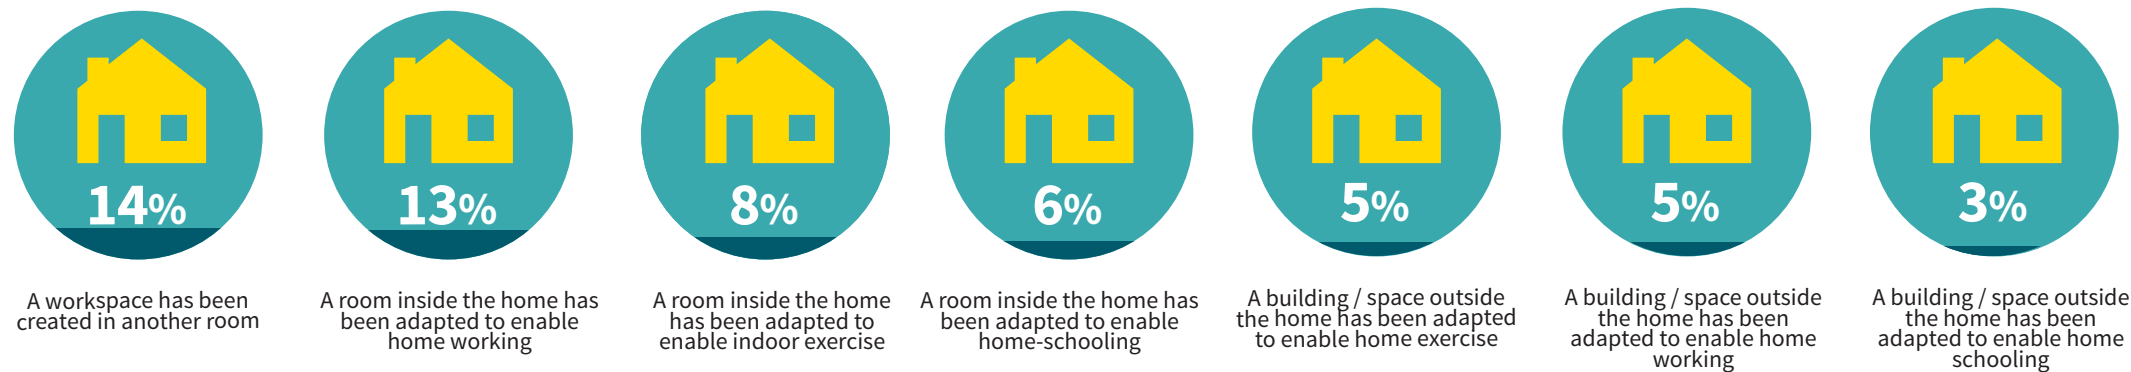 14%
A workspace has been
created in another room
13%
A room inside the home has
been adapted to enable
home working
8%
A room inside the home
has been adapted to
enable indoor exercise
6%
A room inside the home has
been adapted to enable
home-schooling
5%
A building / space outside
the home has been adapted
to enable home exercise
5%
A building / space outside
the home has been
adapted to enable home
working
3%
A building / space outside
the home has been
adapted to enable home
schooling